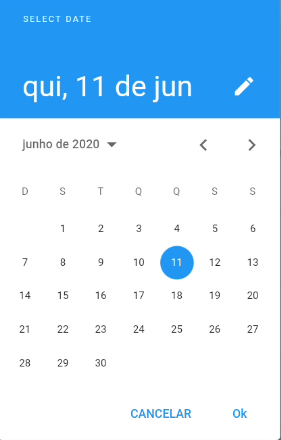 SELECT DATE
qui, 11 de jun
junho de 2020
D S T Q Q S S
1 2 3 4 5 6
7 8 9 10 11 12 13
14 15 16 17 18 19 20
21 22 23 24 25 26 27
28 29 30
CANCELAR Ok